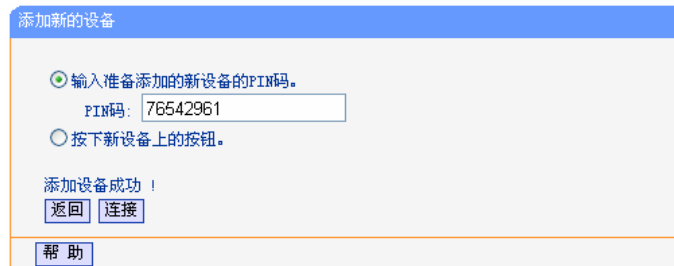 添加新的设备
输入准备添加的新设备的PIN码。
PIN码: 76542961
按下新设备上的按钮。
添加设备成功 !
返回 连接
帮 助